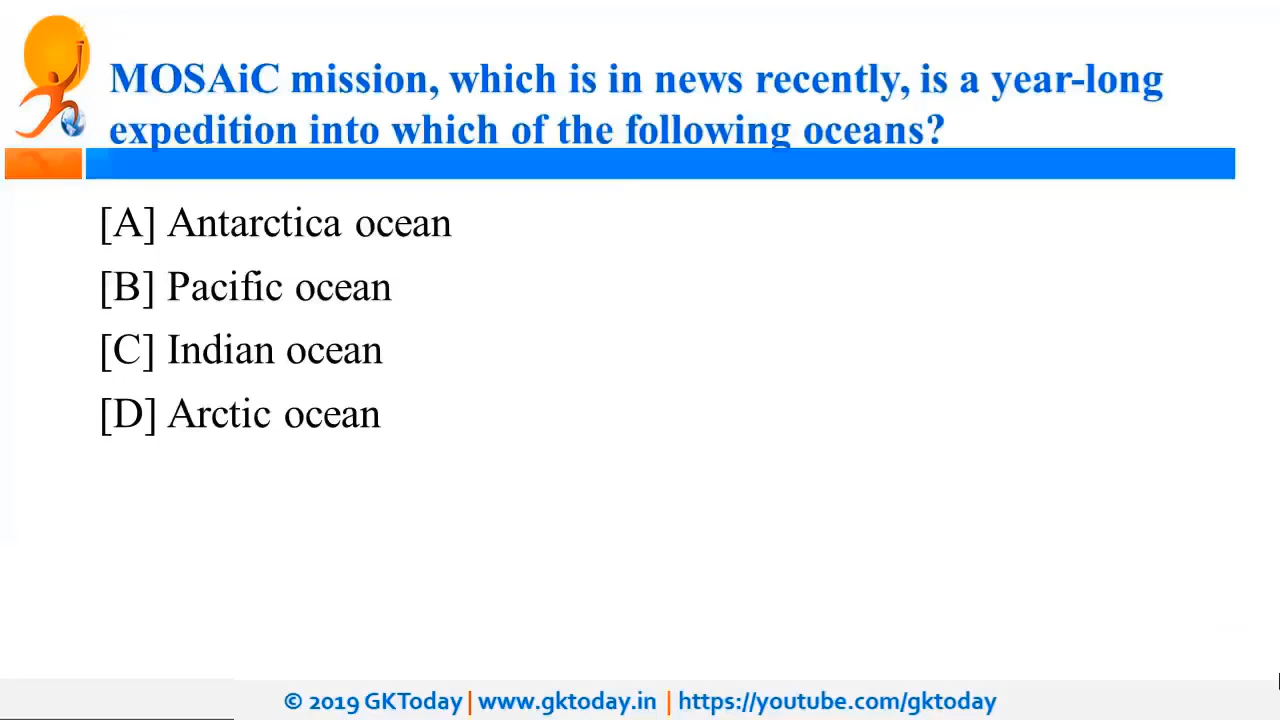 MOSAiC mission, which is in news recently, is a year-long
expedition into which of the following oceans?
[A] Antarctica ocean
[B] Pacific ocean
[C] Indian ocean
[D] Arctic ocean
© 2019 GKToday | www.gktoday.in | https://youtube.com/gktoday